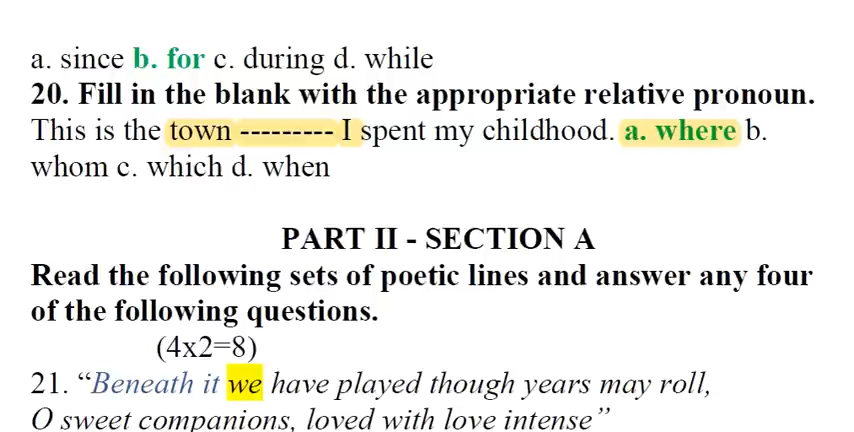 a. since b. for c. during d. while
20. Fill in the blank with the appropriate relative pronoun.
This is the town --------- I spent my childhood. a. where b.
whom c. which d. when
PART II - SECTION A
Read the following sets of poetic lines and answer any four
of the following questions.
(4x2=8)
21. “Beneath it we have played though years may roll,
O sweet companions, loved with love intense”